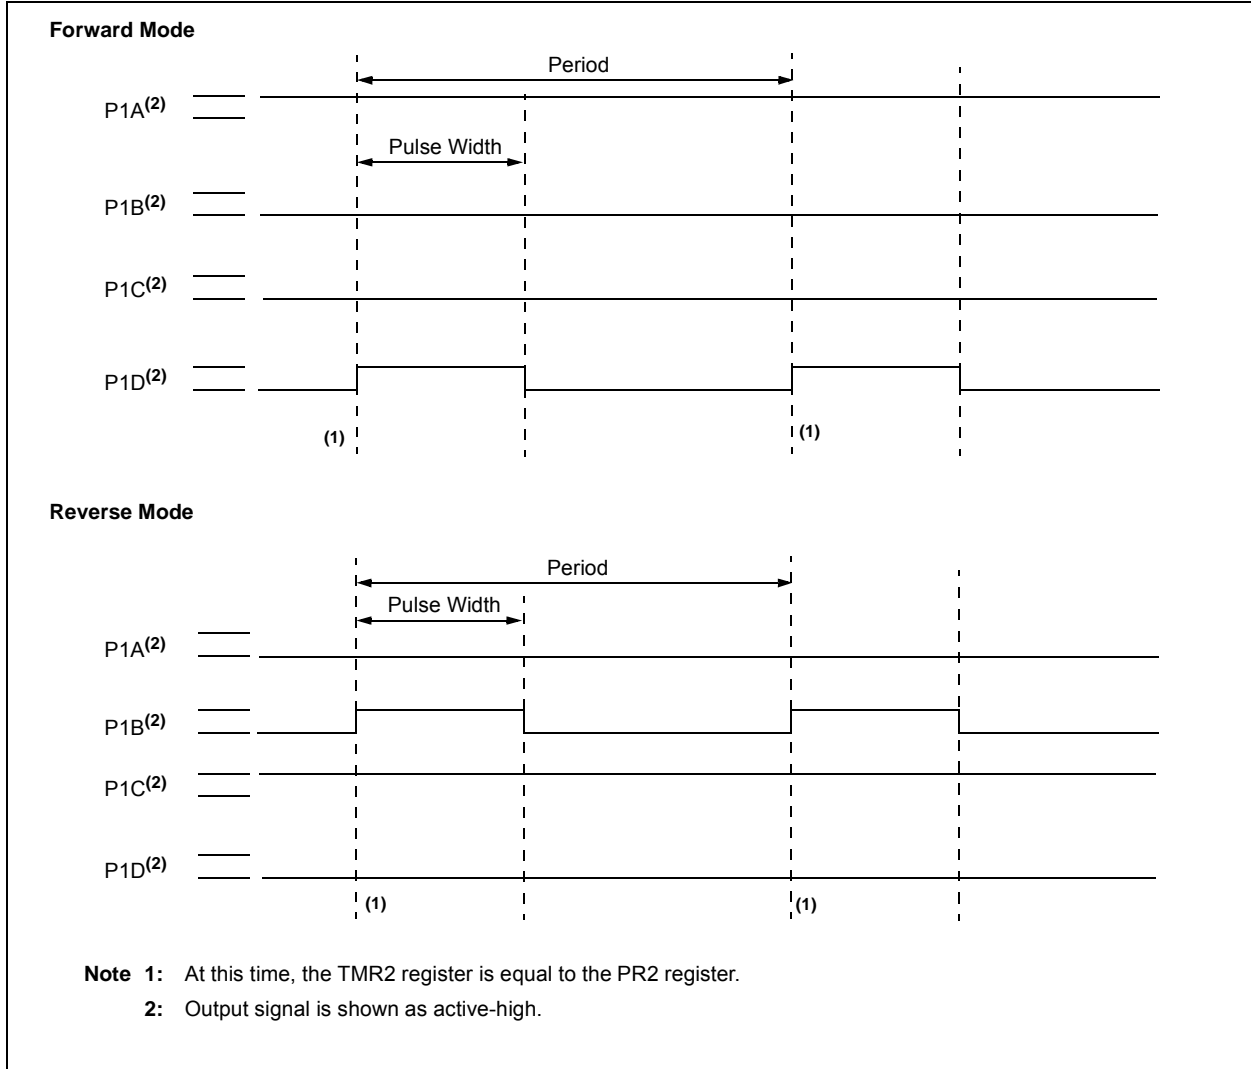 Forward Mode
Period
P1A(2)
Pulse Width
P1B(2)
P1C(2)
P1D(2)
(1)
(1)
Reverse Mode
Period
Pulse Width
P1A(2)
P1B(2)
P1C(2)
P1D(2)
(1)
(1)
Note 1: At this time, the TMR2 register is equal to the PR2 register.
2: Output signal is shown as active-high.